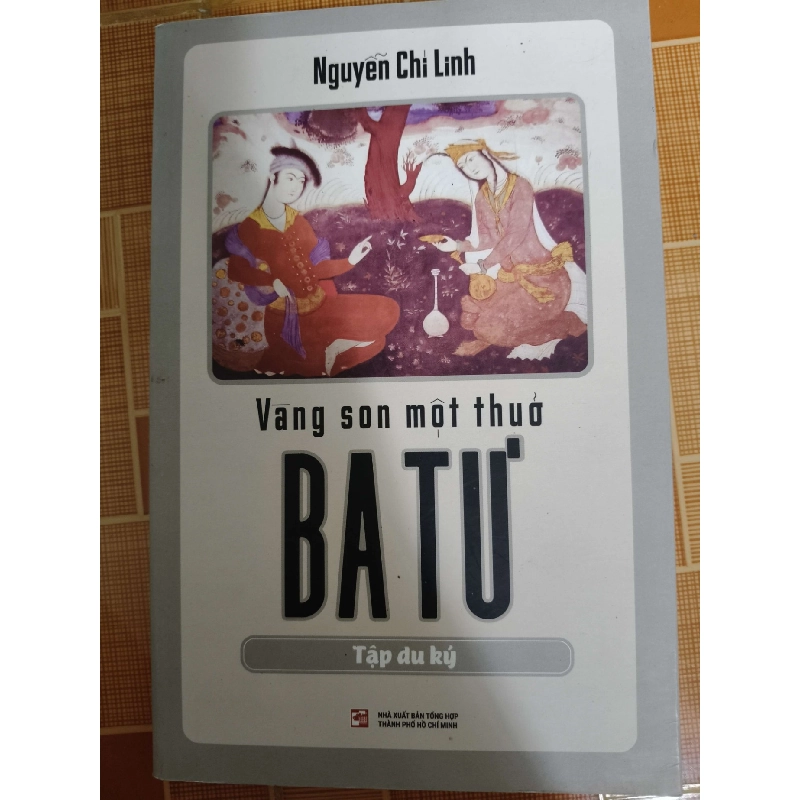 Nguyễn Chí Linh
Vàng son một thuở
BA TƯ
Tập du ký
NHÀ XUẤT BẢN TỔNG HỢP
THÀNH PHỐ HỒ CHÍ MINH